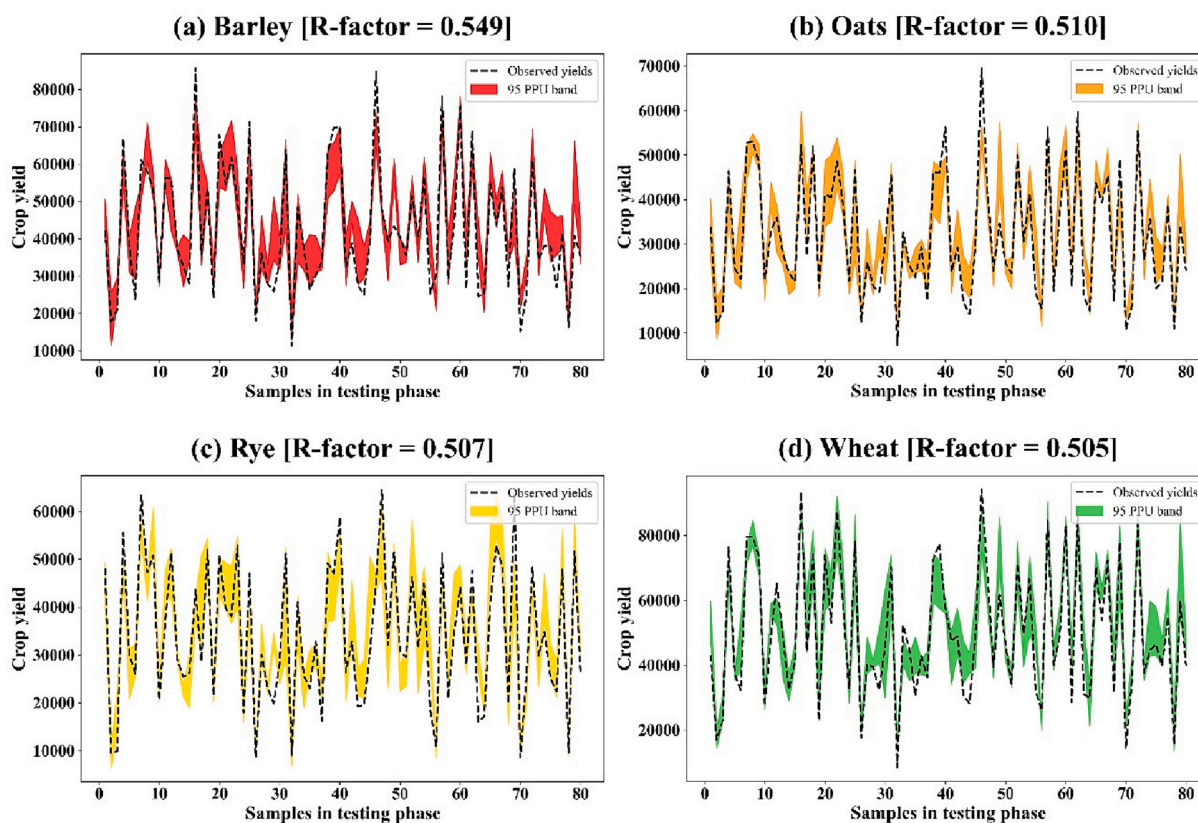 (a) Barley [R-factor = 0.549]
Observed yields
95 PPU band
Crop yield
80000
70000
60000
50000
40000
30000
20000
10000
0 10 20 30 40 50 60 70 80
Samples in testing phase
(b) Oats [R-factor = 0.510]
Observed yields
95 PPU band
Crop yield
70000
60000
50000
40000
30000
20000
10000
0 10 20 30 40 50 60 70 80
Samples in testing phase
(c) Rye [R-factor = 0.507]
Observed yields
95 PPU band
Crop yield
60000
50000
40000
30000
20000
10000
0 10 20 30 40 50 60 70 80
Samples in testing phase
(d) Wheat [R-factor = 0.505]
Observed yields
95 PPU band
Crop yield
80000
60000
40000
20000
0 10 20 30 40 50 60 70 80
Samples in testing phase